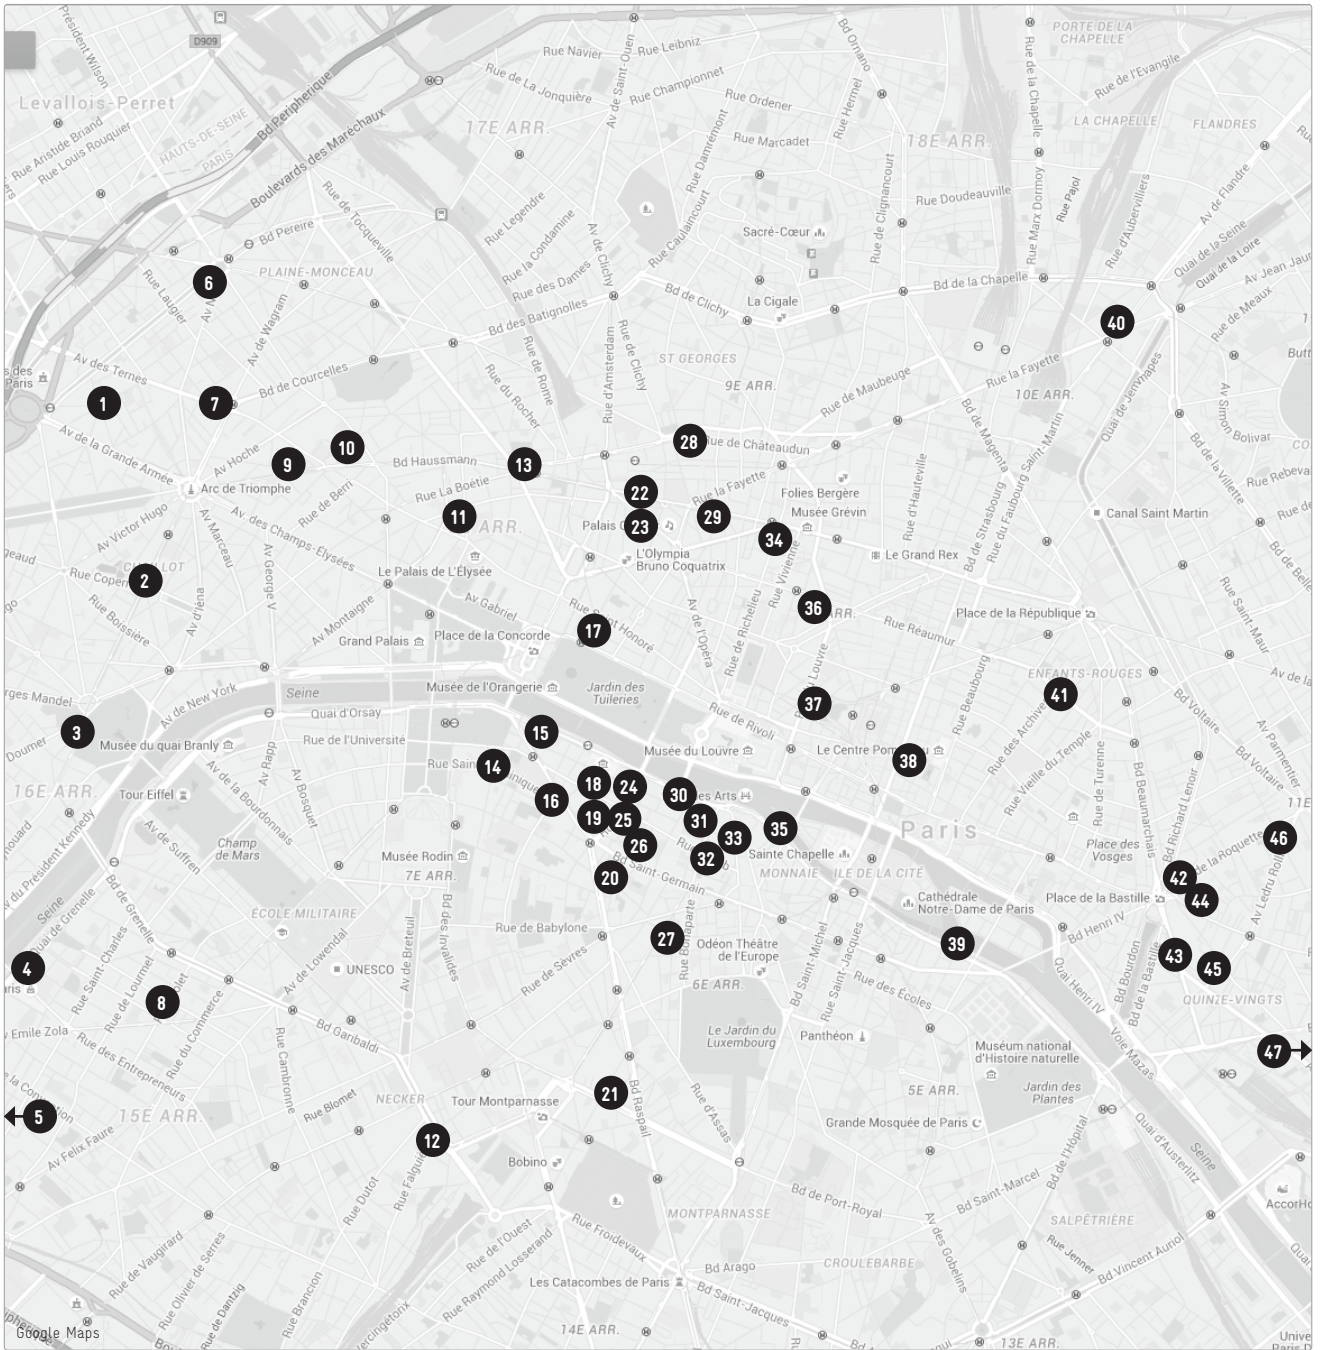 D909
PORTE DE LA
CHAPELLE
Rue Navier
Rue Leibniz
Bd Ornano
Rue de La Jonquière
Rue Championnet
Av de Saint-Ouen
Rue de la Chapelle
Rue de l'Evangile
Bd Peripherique
Levallois-Perret
HAUTS-DE-SEINE
PARIS
Boulevards des Maréchaux
17E ARR.
Rue Ordener
Rue Hermel
Rue Marcadet
18E ARR.
LA CHAPELLE
FLANDRES
Rue Aristide Briand
Rue Louis Rouquier
Rue Damrémont
Rue de Clignancourt
Rue Doudeauville
Rue Marx Dormoy
Rue Pajol
Rue d'Aubervilliers
Av de Flandre
Rue de Tocqueville
Rue Legendre
Rue la Condamine
Rue Caulaincourt
Av de Clichy
Bd Pereire
Sacré-Cœur
Quai de la Seine
Quai de la Loire
Av Jean Jaur
PLAINE-MONCEAU
Rue des Dames
Bd de la Chapelle
6
Rue Laugier
Av de Wagram
Bd des Batignolles
Bd de Clichy
La Cigale
Rue de Meaux
40
Av des Ternes
Rue de Rome
Rue d'Amsterdam
Rue de Clichy
ST GEORGES
9E ARR.
Rue de Maubeuge
Rue la Fayette
10E ARR.
Quai de Jemmapes
Butt
1
7
Bd de Courcelles
Rue du Rocher
Bd de Magenta
Av Simon Bolivar
Av de la Grande Armée
Av Hoche
9
10
Bd Haussmann
13
28
Rue de Châteaudun
Bd de la Villette
Rue Rebeval
Arc de Triomphe
Rue de Berri
Rue La Boétie
11
ARR.
22
Rue la Fayette
Folies Bergère
Rue d'Hauteville
Bd de Strasbourg
Rue du Faubourg Saint-Martin
Palais
23
29
Musée Grévin
Canal Saint Martin
Av Victor Hugo
Av Marceau
Av des Champs-Élysées
34
L'Olympia
Bruno Coquatrix
Le Grand Rex
2
Av George V
Le Palais de L'Élysée
Rue Vivienne
Rue Boissière
Av d'Iéna
Av Montaigne
Av Gabriel
Rue Saint Honoré
17
Av de l'Opéra
Rue de Richelieu
36
ARR.
Rue Réaumur
Place de la République
Rue Saint-Maur
Grand Palais
Place de la Concorde
Rue Beaubourg
ENFANTS-ROUGES
41
Av de New York
Seine
Musée de l'Orangerie
Jardin des
Tuileries
37
Bd Voltaire
Av Parmentier
3
Doumer
Quai d'Orsay
Rue de Rivoli
Rue des Archives
Musée du quai Branly
Rue de l'Université
15
Musée du Louvre
Le Centre Pom
38
Rue Vieille du Temple
Rue de Turenne
Bd Beaumarchais
Bd Voltaire
16E ARR.
Tour Eiffel
Av Rapp
Av de la Bourdonnais
Av Bosquet
14
16
18
24
30
es Arts
Bd Richard Lenoir
11E
19
25
31
33
35
Paris
46
Av du Président Kennedy
Av de Suffren
Champ
de Mars
Musée Rodin
7E ARR.
26
32
Sainte Chapelle
MONNAIE
ILE DE LA CITÉ
Place des
Vosges
de la Roquette
20
Bd Saint-Germain
42
44
Av Ledru Roll
Seine
Quai de Grenelle
Bd de Grenelle
ÉCOLE MILITAIRE
Bd des Invalides
Rue de Babylone
27
Rue Bonaparte
Cathédrale
Notre-Dame de Paris
Place de la Bastille
Bd Henri IV
4
Rue Saint-Charles
Rue de Lourmel
Av de Lowendal
UNESCO
Av de Breteuil
Rue de Sèvres
Odéon Théâtre
de l'Europe
39
43
45
8
6E ARR.
Bd Saint-Michel
Rue Saint-Jacques
Rue des Écoles
Quai Henri IV
Bd Bourdon
Bd de la Bastille
QUINZE-VINGTS
Emile Zola
Rue du Commerce
Rue des Entrepreneurs
Rue Cambronne
Bd Garibaldi
Le Jardin du
Luxembourg
Panthéon
Muséum national
d'Histoire naturelle
Voie Mazas
47
5
15E ARR.
Rue Blomet
NECKER
Tour Montparnasse
21
Bd Raspail
Rue d'Assas
5E ARR.
Jardin des
Plantes
Av Felix Faure
12
Grande Mosquée de Paris
Quai d'Austerlitz
Seine
Bobino
Rue Dutot
Rue Falgui
MONTPARNASSE
Bd de Port-Royal
Bd Saint-Marcel
Bd de l'Hôpital
SALPÊTRIÈRE
AccorHo
Rue de Vaugirard
Rue Olivier de Serres
Rue de l'Ouest
Rue Raymond Losserand
Rue Froidevaux
Bd Arago
CROULEBARBE
Av des Gobelins
Rue Jenner
Bd Vincent Auriol
Rue de Dantzig
Rue Brancion
Les Catacombes de Paris
Bd Saint-Jacques
Google Maps
14E ARR.
13E ARR.